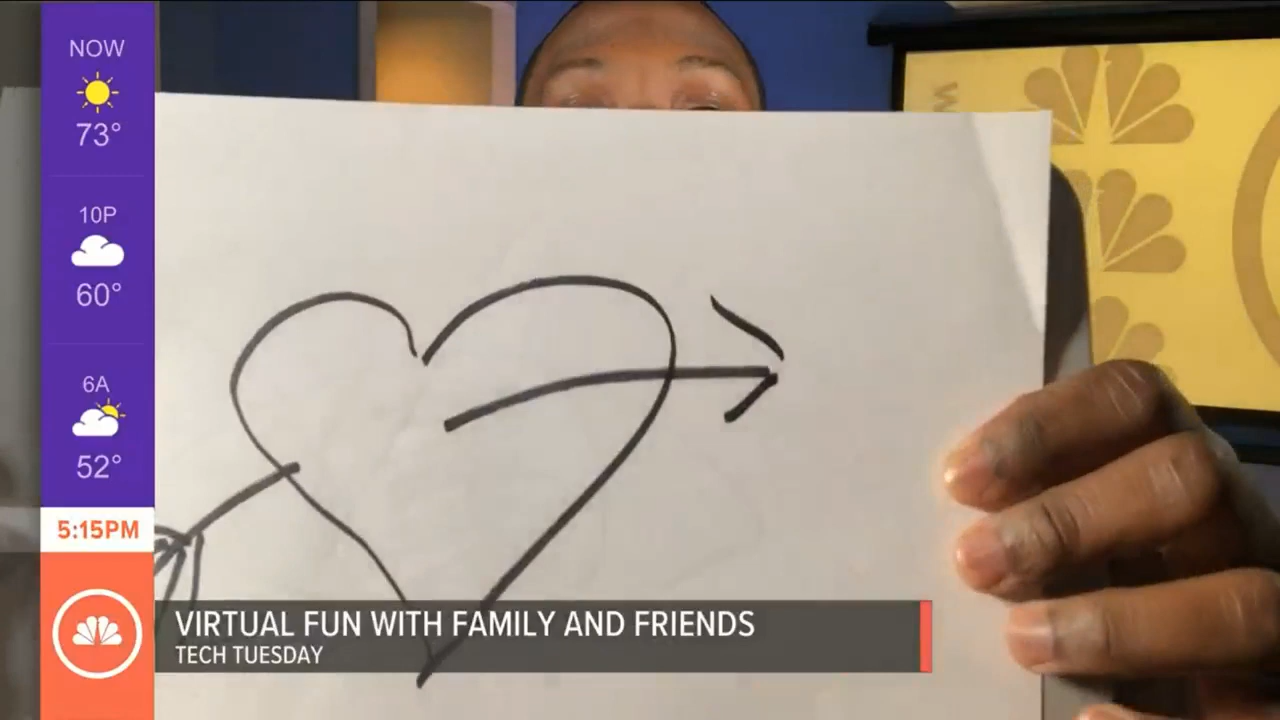 NOW
73°
10P
60°
6A
52°
5:15PM
VIRTUAL FUN WITH FAMILY AND FRIENDS
TECH TUESDAY
W